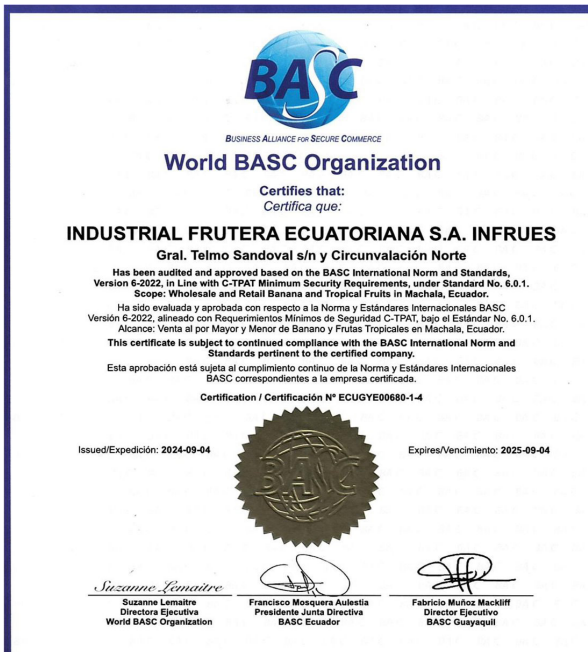 BASC
BUSINESS ALLIANCE FOR SECURE COMMERCE
World BASC Organization
Certifies that:
Certifica que:
INDUSTRIAL FRUTERA ECUATORIANA S.A. INFRUES
Gral. Telmo Sandoval s/n y Circunvalación Norte
Has been audited and approved based on the BASC International Norm and Standards,
Version 6-2022, in Line with C-TPAT Minimum Security Requirements, under Standard No. 6.0.1.
Scope: Wholesale and Retail Banana and Tropical Fruits in Machala, Ecuador.
Ha sido evaluada y aprobada con respecto a la Norma y Estándares Internacionales BASC
Versión 6-2022, alineado con Requerimientos Mínimos de Seguridad C-TPAT, bajo el Estándar No. 6.0.1.
Alcance: Venta al por Mayor y Menor de Banano y Frutas Tropicales en Machala, Ecuador.
This certificate is subject to continued compliance with the BASC International Norm and
Standards pertinent to the certified company.
Esta aprobación está sujeta al cumplimiento continuo de la Norma y Estándares Internacionales
BASC correspondientes a la empresa certificada.
Certification / Certificación Nº ECUGYE00680-1-4
Issued/Expedición: 2024-09-04
Expires/Vencimiento: 2025-09-04
BASC
Suzanne Lemaitre
Suzanne Lemaitre
Directora Ejecutiva
World BASC Organization
Francisco Mosquera Aulestia
Presidente Junta Directiva
BASC Ecuador
Fabricio Muñoz Mackliff
Director Ejecutivo
BASC Guayaquil